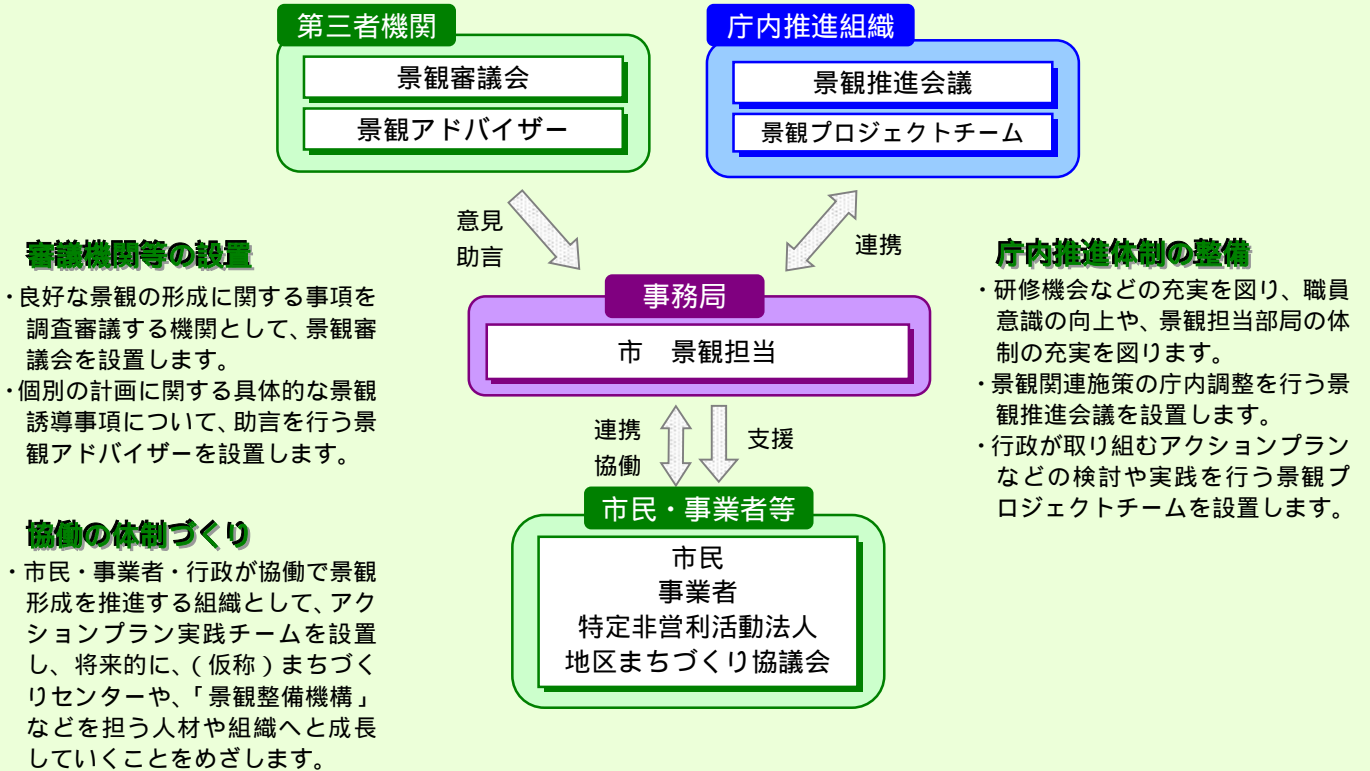 第三者機関
景観審議会
景観アドバイザー
庁内推進組織
景観推進会議
景観プロジェクトチーム
意見
助言
連携
審議機関等の設置
・良好な景観の形成に関する事項を
調査審議する機関として、景観審
議会を設置します。
・個別の計画に関する具体的な景観
誘導事項について、助言を行う景
観アドバイザーを設置します。
協働の体制づくり
・市民・事業者・行政が協働で景観
形成を推進する組織として、アク
ションプラン実践チームを設置
し、将来的に、(仮称)まちづく
りセンターや、「景観整備機構」
などを担う人材や組織へと成長
していくことをめざします。
事務局
市 景観担当
連携
協働
支援
市民・事業者等
市民
事業者
特定非営利活動法人
地区まちづくり協議会
庁内推進体制の整備
・研修機会などの充実を図り、職員
意識の向上や、景観担当部局の体
制の充実を図ります。
・景観関連施策の庁内調整を行う景
観推進会議を設置します。
・行政が取り組むアクションプラン
などの検討や実践を行う景観プ
ロジェクトチームを設置します。